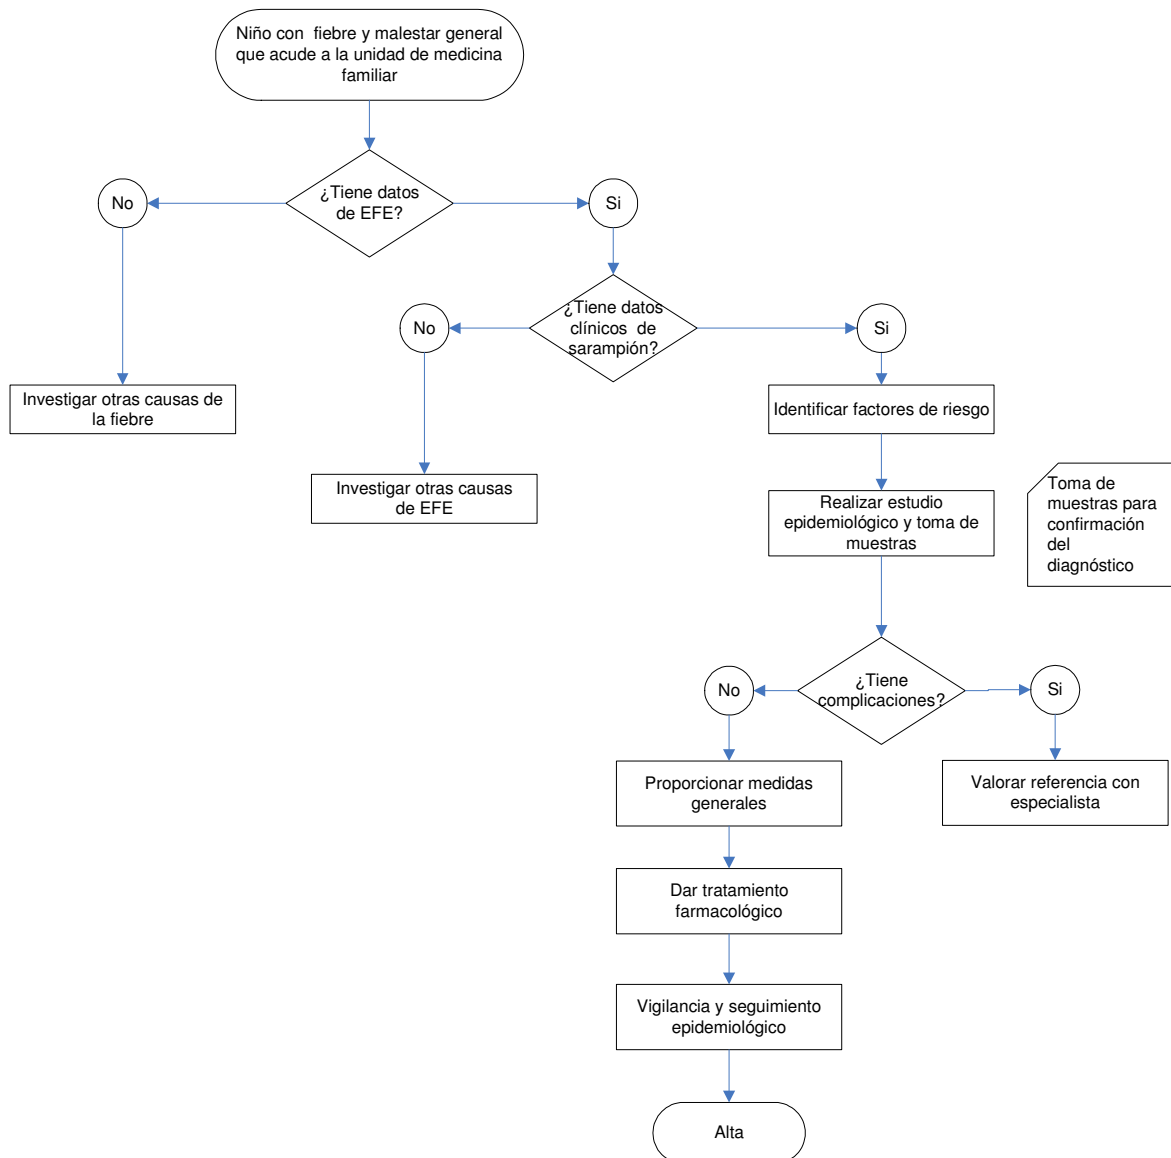 Niño con fiebre y malestar general
que acude a la unidad de medicina
familiar
¿Tiene datos
de EFE?
No
Si
¿Tiene datos
clínicos de
sarampión?
No
Si
Investigar otras causas de
la fiebre
Identificar factores de riesgo
Investigar otras causas
de EFE
Realizar estudio
epidemiológico y toma de
muestras
Toma de
muestras para
confirmación
del
diagnóstico
¿Tiene
complicaciones?
No
Si
Proporcionar medidas
generales
Valorar referencia con
especialista
Dar tratamiento
farmacológico
Vigilancia y seguimiento
epidemiológico
Alta